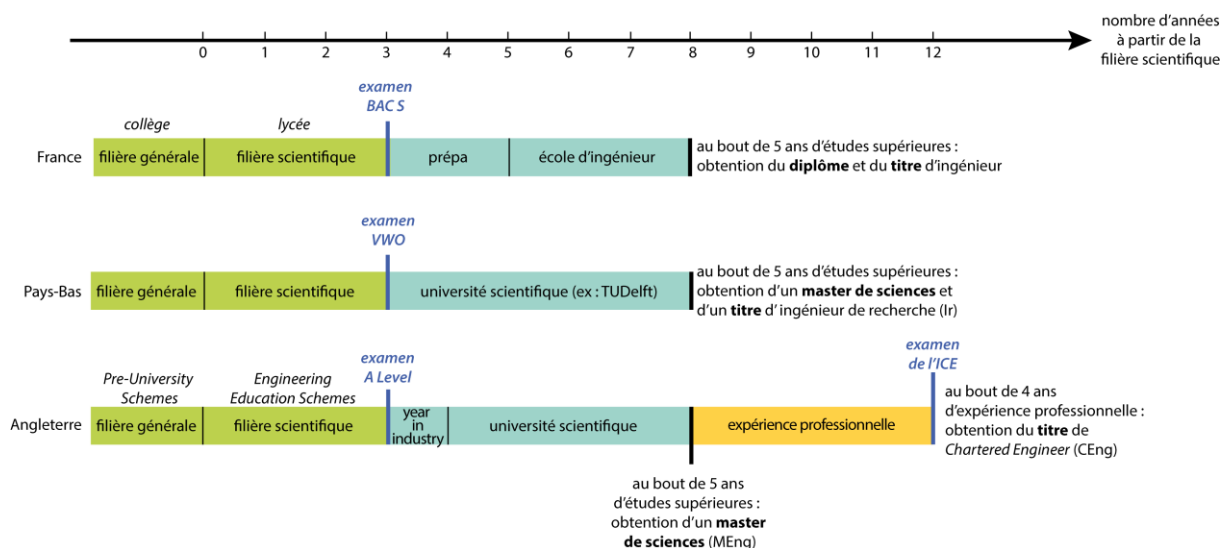 nombre d'années
à partir de la
filière scientifique
0 1 2 3 4 5 6 7 8 9 10 11 12
examen
BAC S
collège lycée
France filière générale filière scientifique prépa école d'ingénieur
au bout de 5 ans d'études supérieures :
obtention du diplôme et du titre d'ingénieur
examen
VWO
Pays-Bas filière générale filière scientifique université scientifique (ex : TUDelft)
au bout de 5 ans d'études supérieures :
obtention d'un master de sciences et
d'un titre d'ingénieur de recherche (Ir)
examen
A Level
examen
de l'ICE
Pre-University
Schemes
Engineering
Education Schemes
Angleterre filière générale filière scientifique
year
in
industry
université scientifique expérience professionnelle
au bout de 4 ans
d'expérience professionnelle :
obtention du titre de
Chartered Engineer (CEng)
au bout de 5 ans
d'études supérieures :
obtention d'un master
de sciences (MEng)